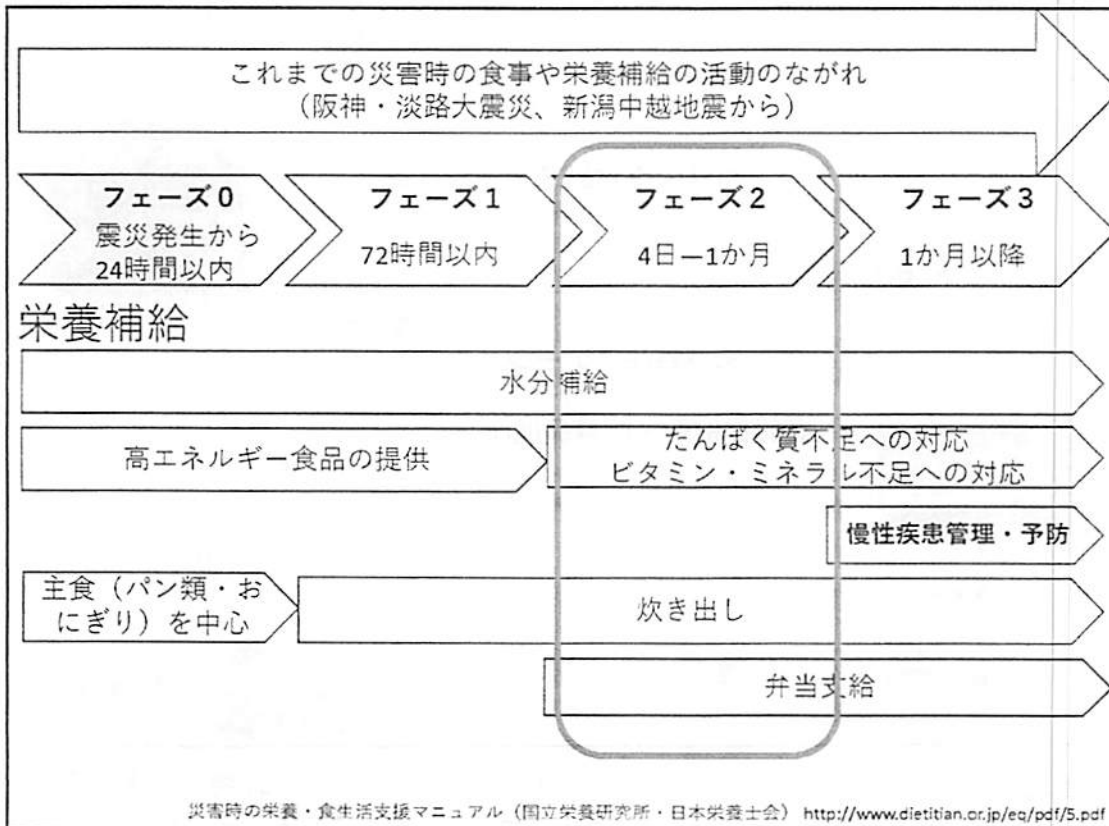 これまでの災害時の食事や栄養補給の活動のながれ
（阪神・淡路大震災、新潟中越地震から）
フェーズ0
震災発生から
24時間以内
フェーズ1
72時間以内
フェーズ2
4日ー1か月
フェーズ3
1か月以降
栄養補給
水分補給
高エネルギー食品の提供
たんぱく質不足への対応
ビタミン・ミネラル不足への対応
慢性疾患管理・予防
主食（パン類・お
にぎり）を中心
炊き出し
弁当支給
災害時の栄養・食生活支援マニュアル（国立栄養研究所・日本栄養士会） http://www.dietitian.or.jp/eq/pdf/5.pdf